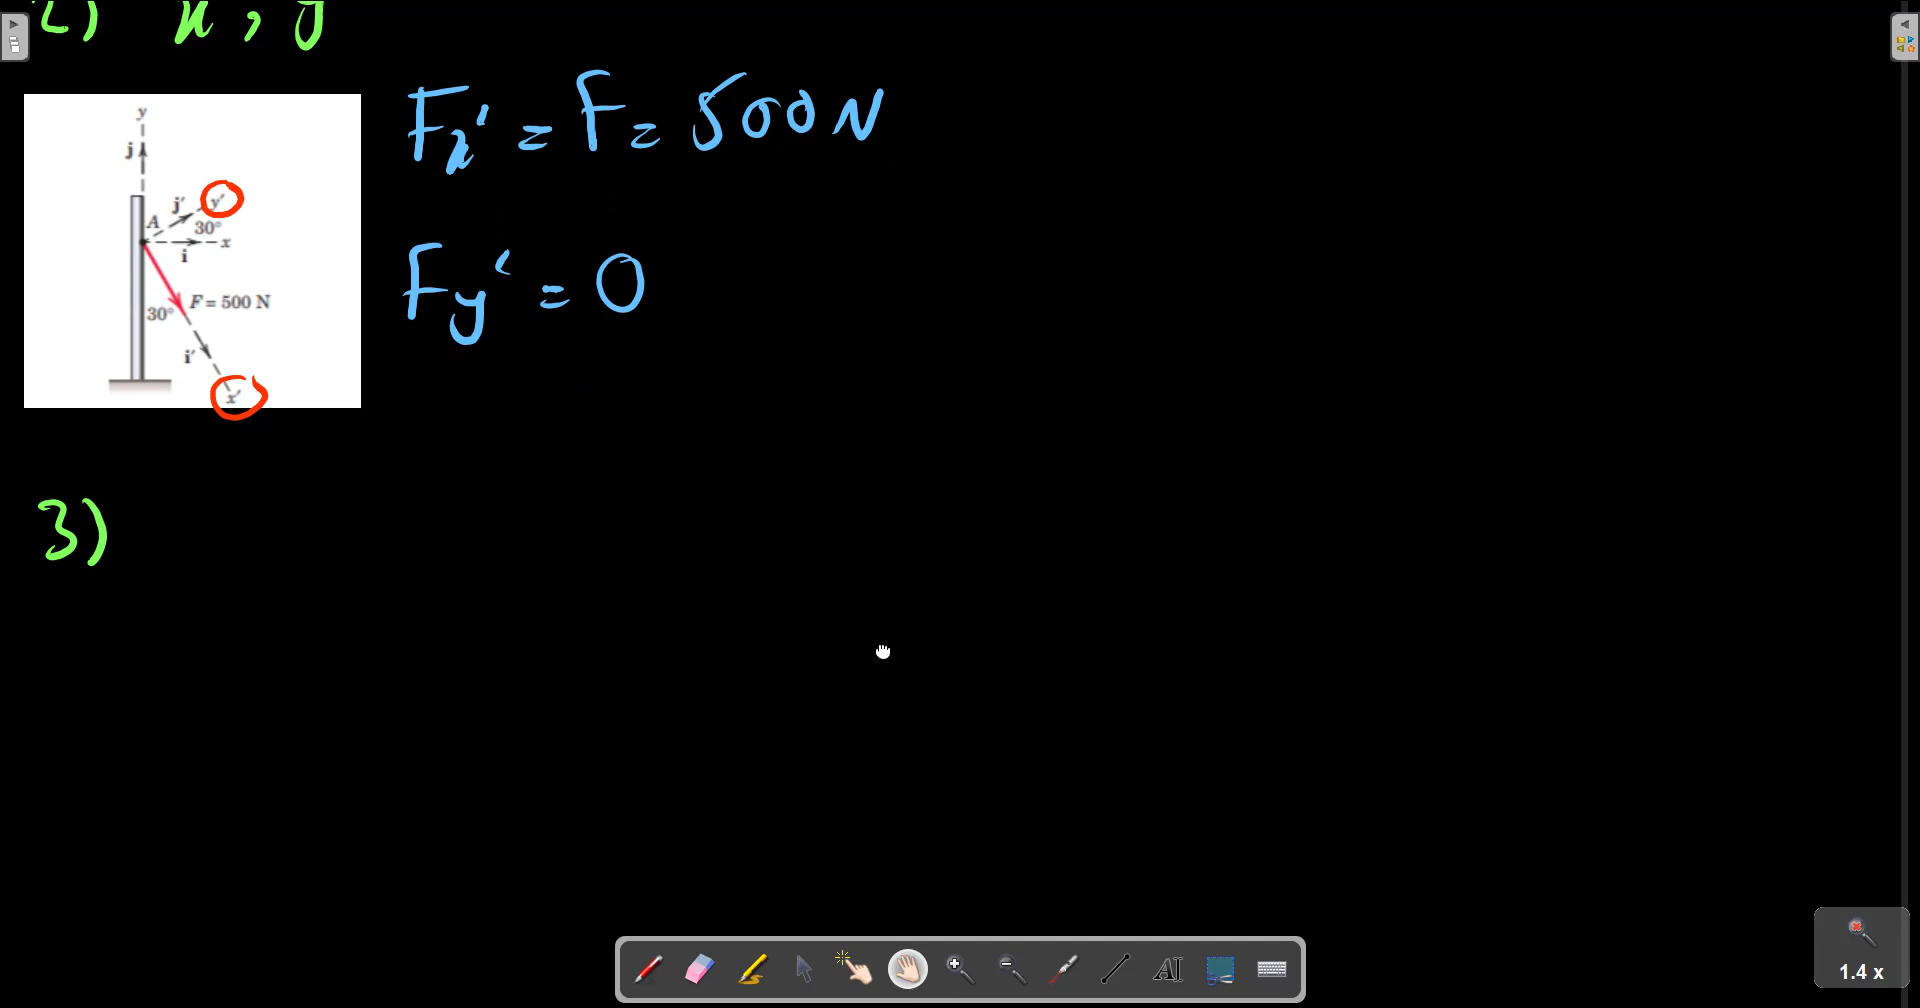 2) x , y
Fx' = F = 500 N
y
j
j'
y'
A
30°
x
i
F = 500 N
30°
i'
x'
Fy' = 0
3)
1.4 x